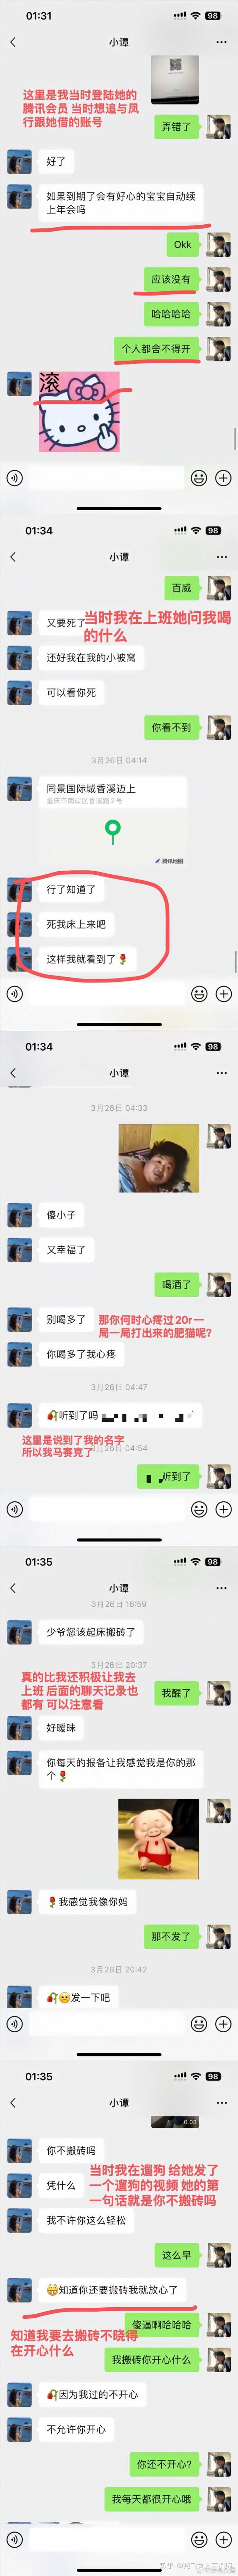 01:31
98
小谭
这里是我当时登陆她的
腾讯会员 当时想追与凤
行跟她借的账号
弄错了
好了
如果到期了会有好心的宝宝自动续
上年会吗
Okk
应该没有
哈哈哈哈
个人都舍不得开
滚
01:34
98
小谭
百威
又要死了
当时我在上班她问我喝
的什么
还好我在我的小被窝
可以看你死
你看不到
3月26日 04:14
同景国际城香溪迈上
重庆市南岸区香溪路2号
腾讯地图
行了知道了
死我床上来吧
这样我就看到了
01:34
98
小谭
3月26日 04:33
傻小子
又幸福了
喝酒了
别喝多了
那你何时心疼过20r一
局一局打出来的肥猫呢?
你喝多了我心疼
3月26日 04:47
听到了吗
这里是说到了我的名字
所以我马赛克了
3月26日 04:54
听到了
01:35
98
小谭
3月26日 16:59
少爷您该起床搬砖了
3月26日 20:37
真的比我还积极让我去
上班 后面的聊天记录也
都有 可以注意看
我醒了
好暧昧
你每天的报备让我感觉我是你的那
个
我感觉我像你妈
那不发了
3月26日 20:42
发一下吧
01:35
98
小谭
0:03
你不搬砖吗
当时我在遛狗 给她发了
一个遛狗的视频 她的第
一句话就是你不搬砖吗
凭什么
我不许你这么轻松
这么早
知道你还要搬砖我就放心了
傻逼啊哈哈哈
知道我要去搬砖不晓得
在开心什么
我搬砖你开心什么
因为我过的不开心
不允许你开心
你还不开心?
我每天都很开心哦
知乎